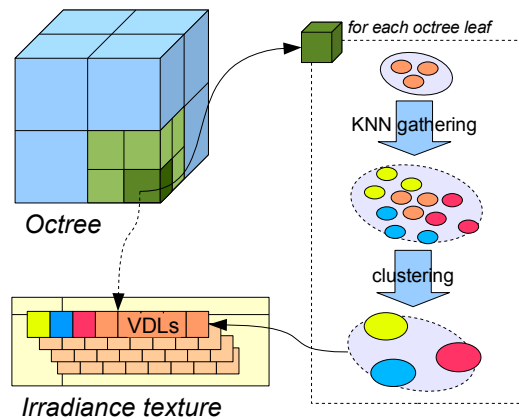 for each octree leaf
KNN gathering
Octree
clustering
VDLs
Irradiance texture